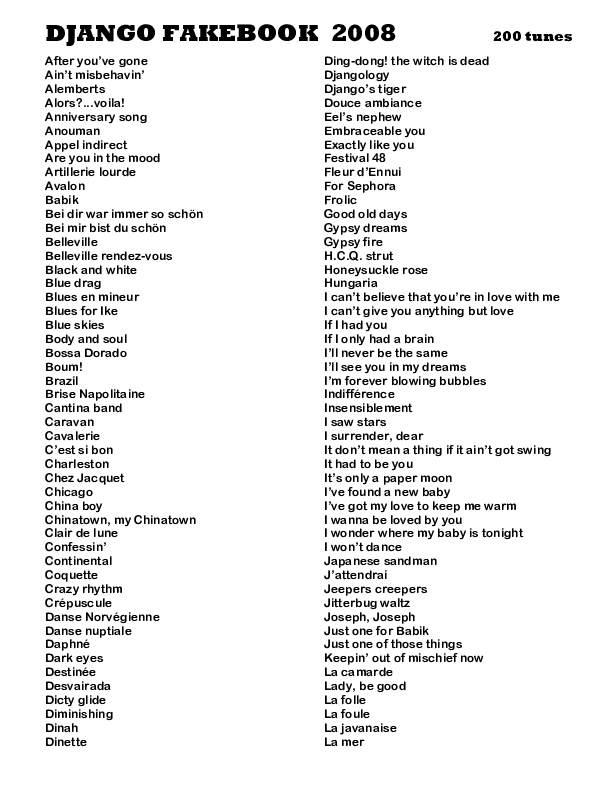 DJANGO FAKEBOOK 2008 200 tunes
After you’ve gone
Ain’t misbehavin’
Alemberts
Alors?...voila!
Anniversary song
Anouman
Appel indirect
Are you in the mood
Artillerie lourde
Avalon
Babik
Bei dir war immer so schön
Bei mir bist du schön
Belleville
Belleville rendez-vous
Black and white
Blue drag
Blues en mineur
Blues for Ike
Blue skies
Body and soul
Bossa Dorado
Boum!
Brazil
Brise Napolitaine
Cantina band
Caravan
Cavalerie
C’est si bon
Charleston
Chez Jacquet
Chicago
China boy
Chinatown, my Chinatown
Clair de lune
Confessin’
Continental
Coquette
Crazy rhythm
Crépuscule
Danse Norvégienne
Danse nuptiale
Daphné
Dark eyes
Destinée
Desvairada
Dicty glide
Diminishing
Dinah
Dinette
Ding-dong! the witch is dead
Djangology
Django’s tiger
Douce ambiance
Eel’s nephew
Embraceable you
Exactly like you
Festival 48
Fleur d’Ennui
For Sephora
Frolic
Good old days
Gypsy dreams
Gypsy fire
H.C.Q. strut
Honeysuckle rose
Hungaria
I can’t believe that you’re in love with me
I can’t give you anything but love
If I had you
If I only had a brain
I’ll never be the same
I’ll see you in my dreams
I’m forever blowing bubbles
Indifférence
Insensiblement
I saw stars
I surrender, dear
It don’t mean a thing if it ain’t got swing
It had to be you
It’s only a paper moon
I’ve found a new baby
I’ve got my love to keep me warm
I wanna be loved by you
I wonder where my baby is tonight
I won’t dance
Japanese sandman
J’attendrai
Jeepers creepers
Jitterbug waltz
Joseph, Joseph
Just one for Babik
Just one of those things
Keepin’ out of mischief now
La camarde
Lady, be good
La folle
La foule
La javanaise
La mer